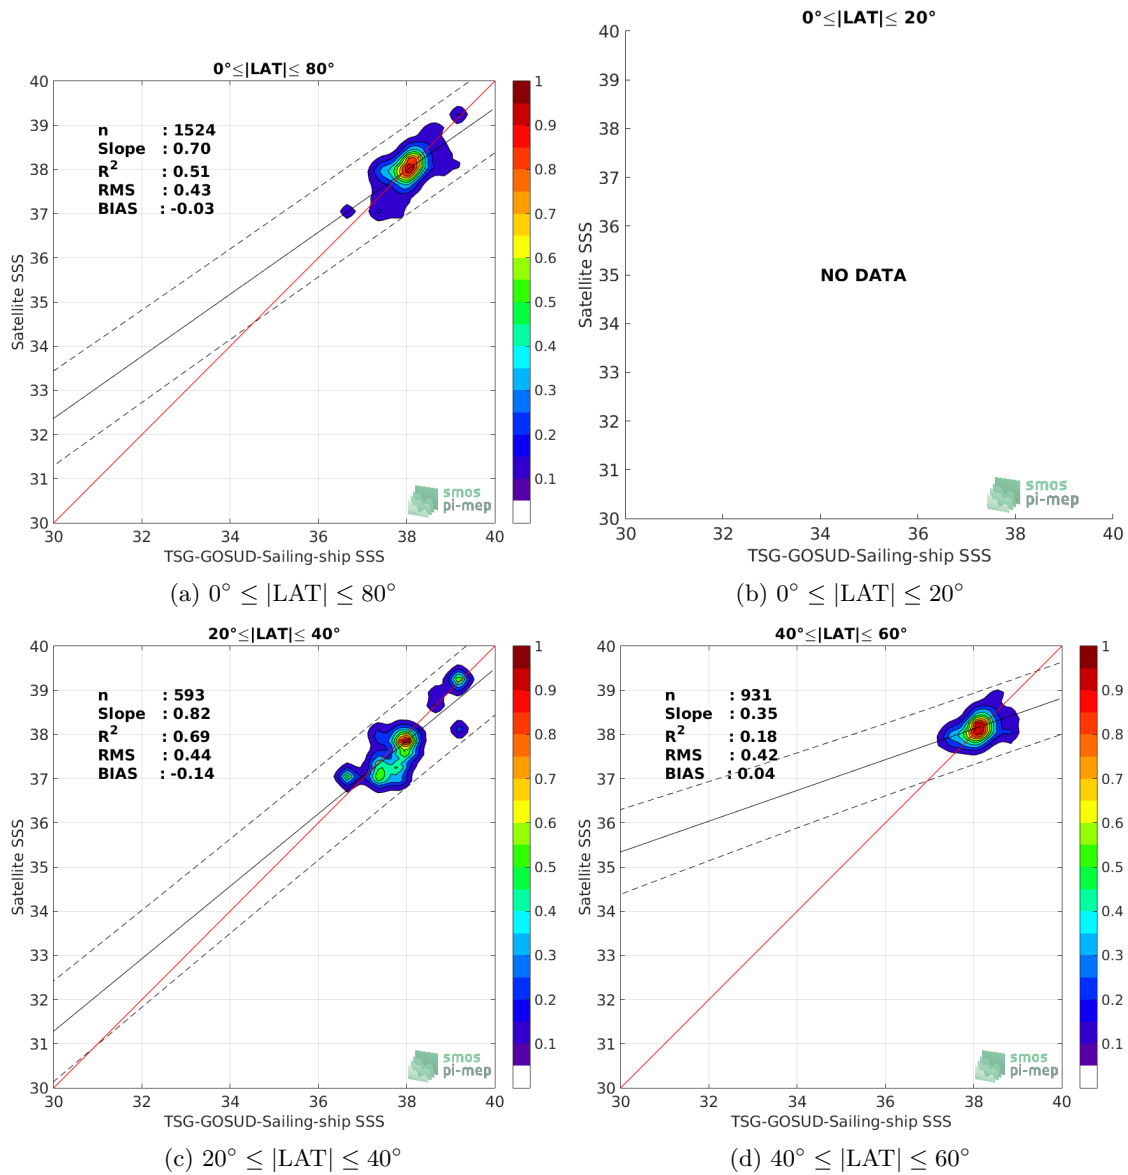 0°≤|LAT|≤ 80°
40
39
38
37
36
35
34
33
32
31
30
Satellite SSS
n : 1524
Slope : 0.70
R² : 0.51
RMS : 0.43
BIAS : -0.03
smos
pi-mep
30 32 34 36 38 40
TSG-GOSUD-Sailing-ship SSS
1
0.9
0.8
0.7
0.6
0.5
0.4
0.3
0.2
0.1
(a) 0° ≤ |LAT| ≤ 80°
0°≤|LAT|≤ 20°
40
39
38
37
36
35
34
33
32
31
30
Satellite SSS
NO DATA
smos
pi-mep
30 32 34 36 38 40
TSG-GOSUD-Sailing-ship SSS
(b) 0° ≤ |LAT| ≤ 20°
20°≤|LAT|≤ 40°
40
39
38
37
36
35
34
33
32
31
30
Satellite SSS
n : 593
Slope : 0.82
R² : 0.69
RMS : 0.44
BIAS : -0.14
smos
pi-mep
30 32 34 36 38 40
TSG-GOSUD-Sailing-ship SSS
1
0.9
0.8
0.7
0.6
0.5
0.4
0.3
0.2
0.1
(c) 20° ≤ |LAT| ≤ 40°
40°≤|LAT|≤ 60°
40
39
38
37
36
35
34
33
32
31
30
Satellite SSS
n : 931
Slope : 0.35
R² : 0.18
RMS : 0.42
BIAS : 0.04
smos
pi-mep
30 32 34 36 38 40
TSG-GOSUD-Sailing-ship SSS
1
0.9
0.8
0.7
0.6
0.5
0.4
0.3
0.2
0.1
(d) 40° ≤ |LAT| ≤ 60°